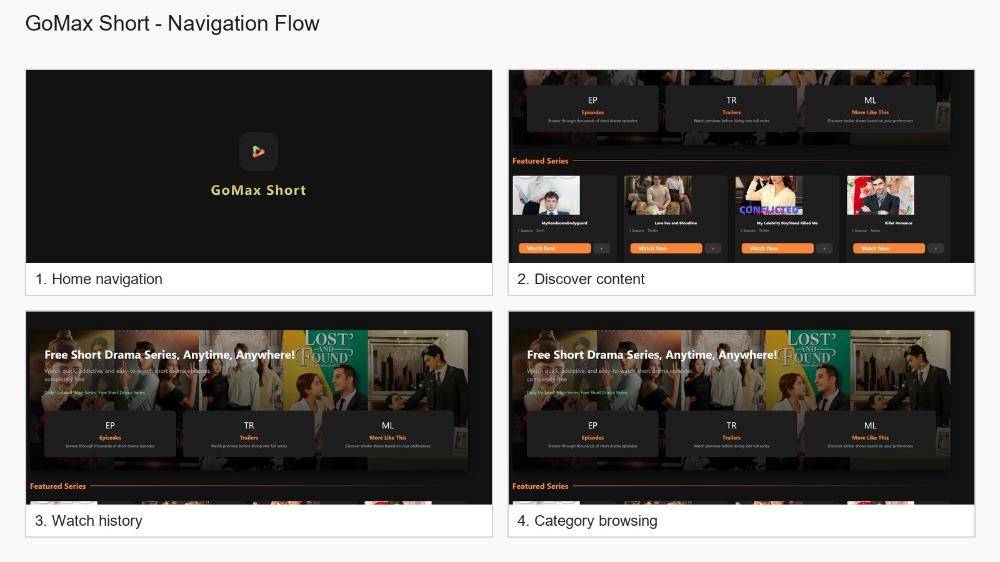 GoMax Short - Navigation Flow
GoMax Short
1. Home navigation
EP
Episodes
Browse through thousands of short drama episodes
TR
Trailers
Watch previews before diving into full series
ML
More Like This
Discover similar shows based on your preferences
Featured Series
MyHandsomeBodyguard
1 Seasons Sci-Fi
Watch Now +
Love lies and Bloodline
1 Seasons Thriller
Watch Now +
CONFLICTED
My Celebrity Boyfriend Killed Me
1 Seasons Thriller
Watch Now +
Killer Romance
1 Seasons Action
Watch Now +
2. Discover content
Free Short Drama Series, Anytime, Anywhere!
Watch quick, addictive, and easy-to-watch short drama episodes
completely free
Daily Updated Mini-Series Free Short Drama Series
LOST
AND
FOUND
EP
Episodes
Browse through thousands of short drama episodes
TR
Trailers
Watch previews before diving into full series
ML
More Like This
Discover similar shows based on your preferences
Featured Series
3. Watch history
Free Short Drama Series, Anytime, Anywhere!
Watch quick, addictive, and easy-to-watch short drama episodes
completely free
Daily Updated Mini-Series Free Short Drama Series
LOST
AND
FOUND
EP
Episodes
Browse through thousands of short drama episodes
TR
Trailers
Watch previews before diving into full series
ML
More Like This
Discover similar shows based on your preferences
Featured Series
4. Category browsing